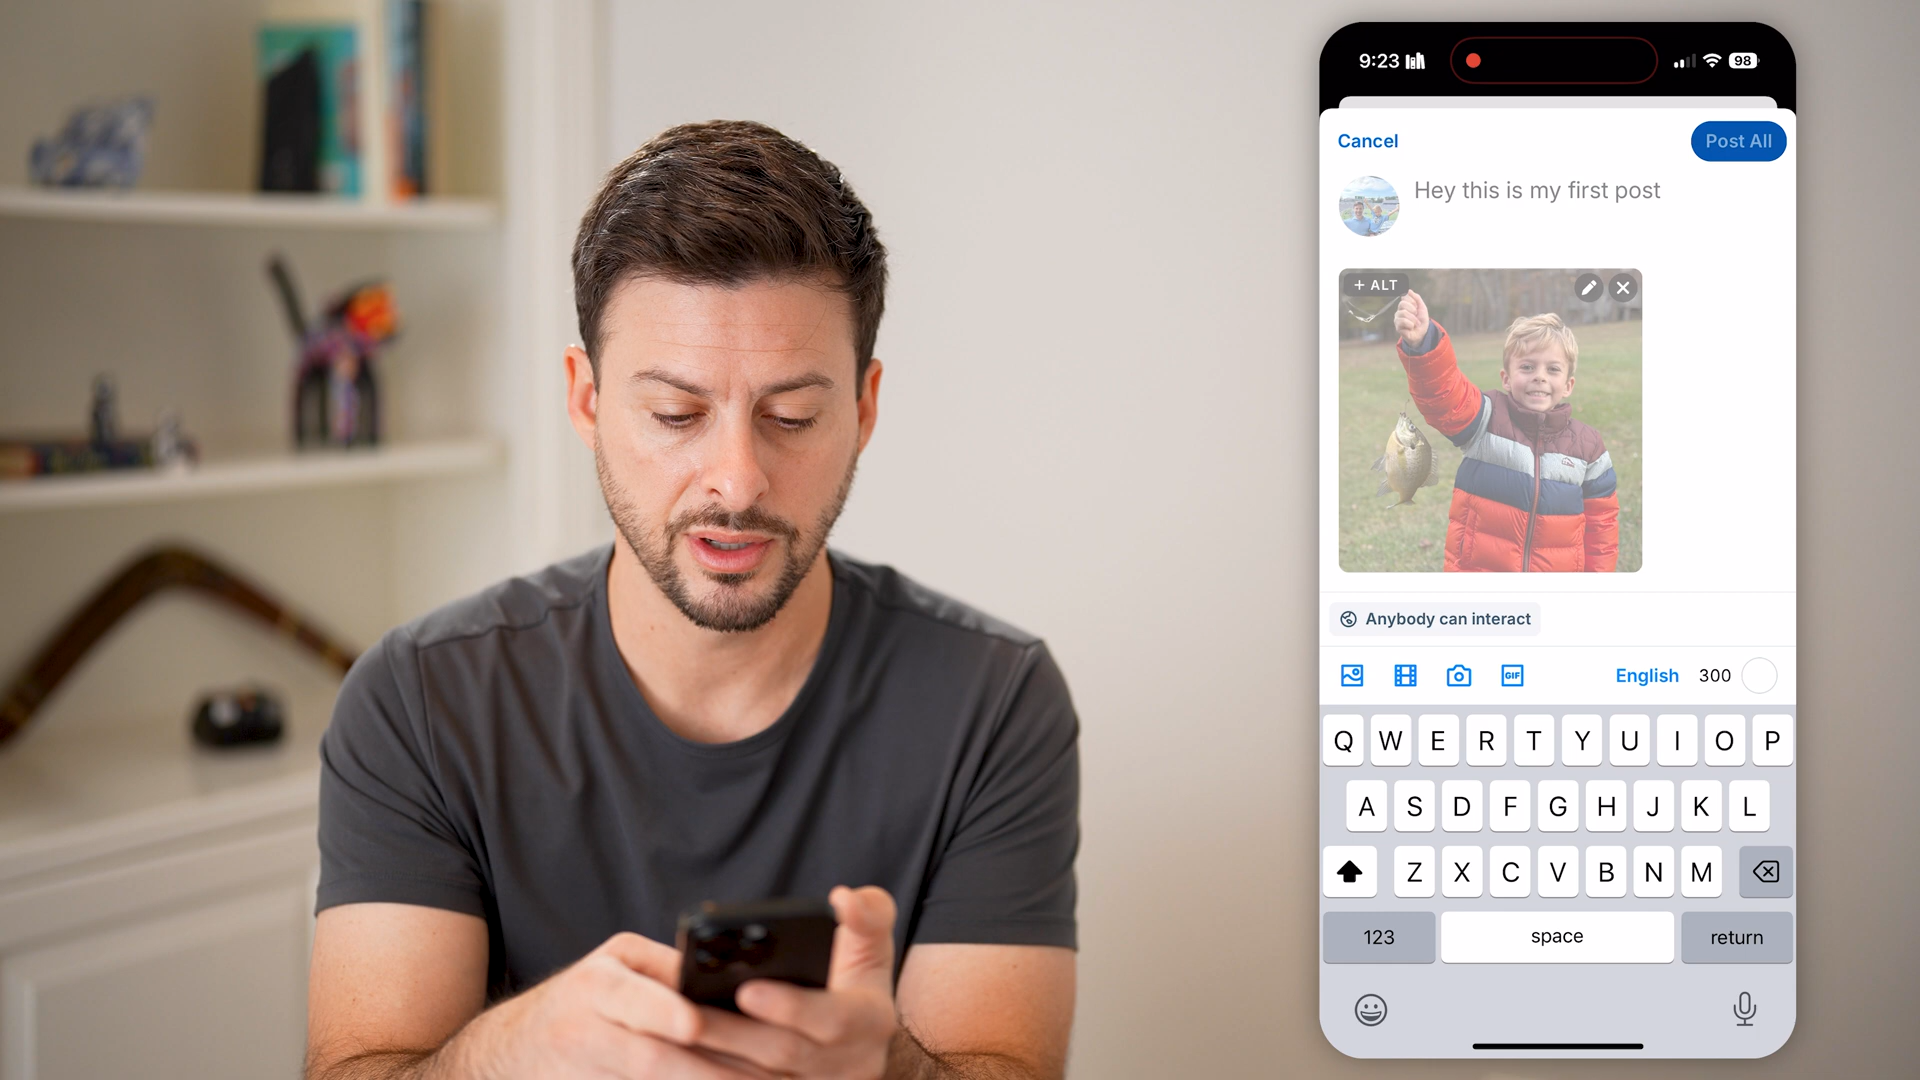 9:23
98
Cancel
Post All
Hey this is my first post
+ ALT
Anybody can interact
GIF
English
300
Q W E R T Y U I O P
A S D F G H J K L
Z X C V B N M
123
space
return